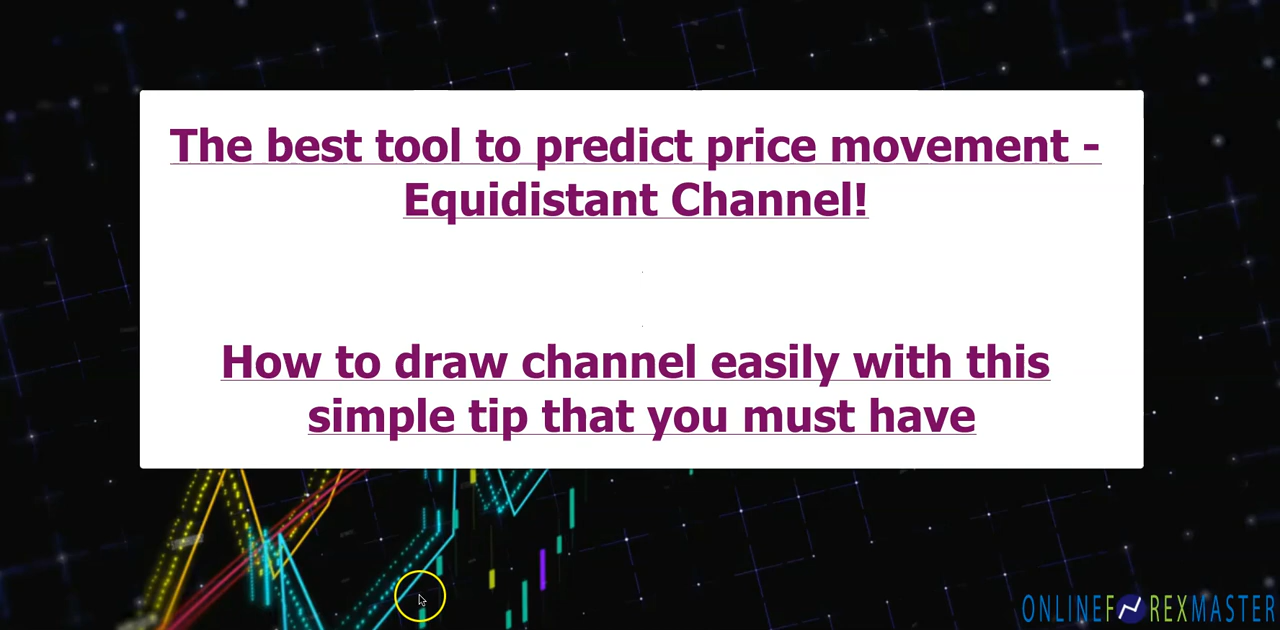 The best tool to predict price movement -
Equidistant Channel!
How to draw channel easily with this
simple tip that you must have
ONLINEFOREXMASTER